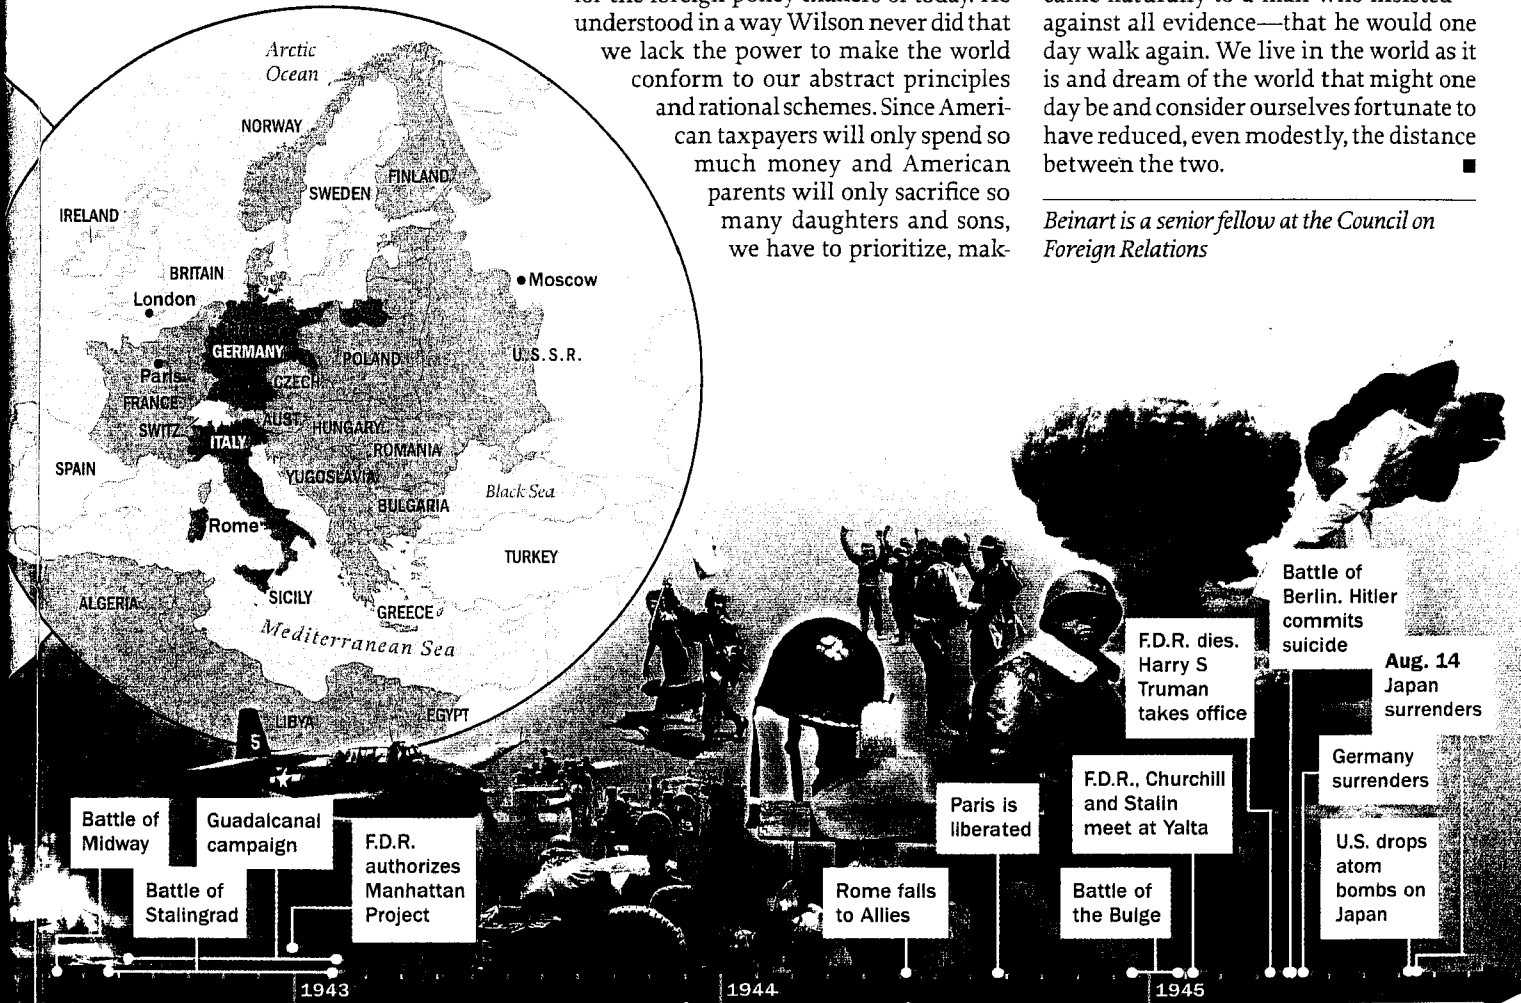 understood in a way Wilson never did that
we lack the power to make the world
conform to our abstract principles
and rational schemes. Since Ameri-
can taxpayers will only spend so
much money and American
parents will only sacrifice so
many daughters and sons,
we have to prioritize, mak-
against all evidence—that he would one
day walk again. We live in the world as it
is and dream of the world that might one
day be and consider ourselves fortunate to
have reduced, even modestly, the distance
between the two. ■
Beinart is a senior fellow at the Council on
Foreign Relations
Arctic
Ocean
NORWAY
FINLAND
SWEDEN
IRELAND
BRITAIN
London
Moscow
GERMANY
POLAND
U.S.S.R.
Paris
CZECH
FRANCE
AUST.
SWITZ.
HUNGARY
ITALY
ROMANIA
SPAIN
YUGOSLAVIA
Black Sea
BULGARIA
Rome
TURKEY
ALGERIA
SICILY
GREECE
Mediterranean Sea
LIBYA
EGYPT
5
Battle of
Midway
Battle of
Stalingrad
Guadalcanal
campaign
F.D.R.
authorizes
Manhattan
Project
Rome falls
to Allies
Paris is
liberated
Battle of
the Bulge
F.D.R., Churchill
and Stalin
meet at Yalta
F.D.R. dies.
Harry S
Truman
takes office
Battle of
Berlin. Hitler
commits
suicide
Germany
surrenders
U.S. drops
atom
bombs on
Japan
Aug. 14
Japan
surrenders
1943
1944
1945